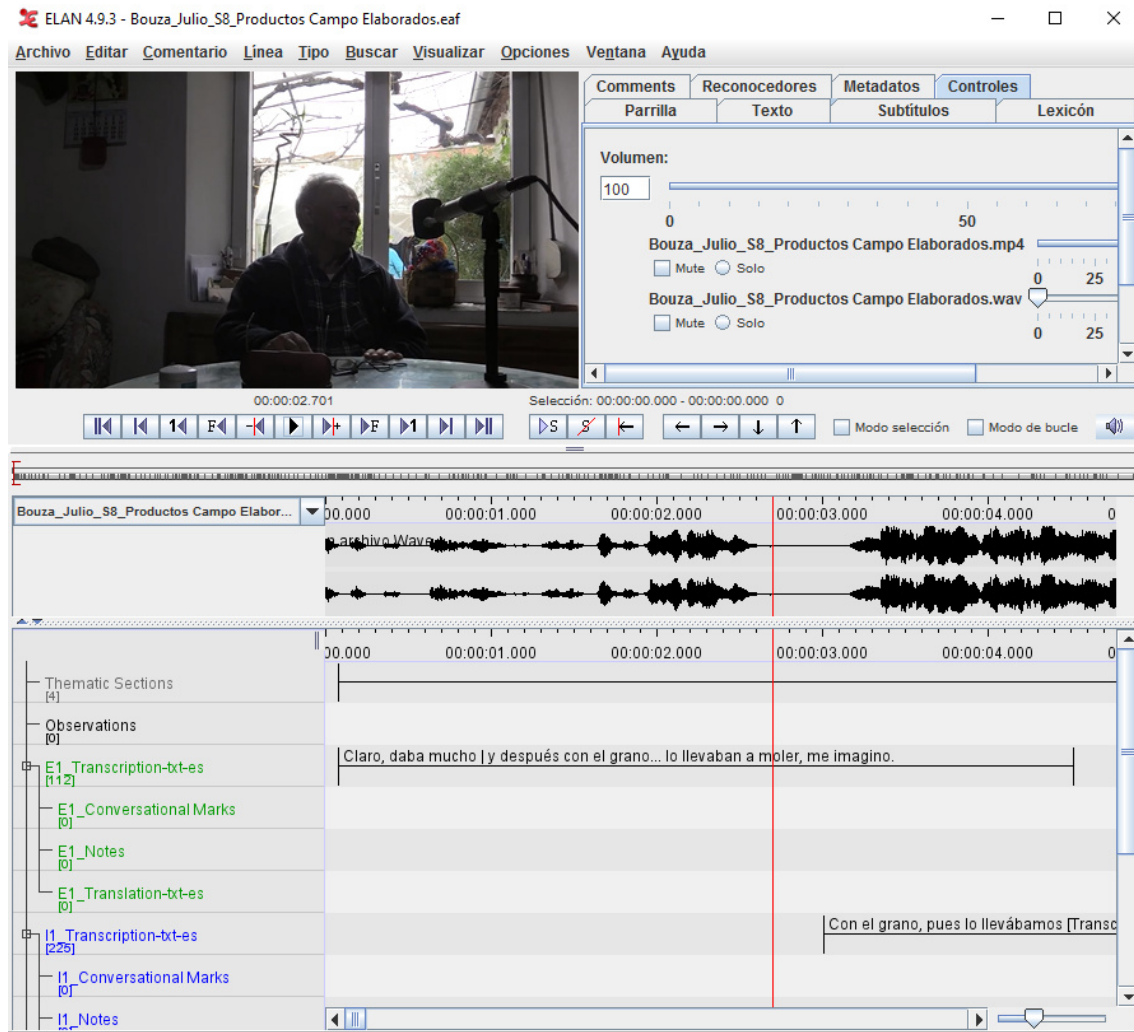 ELAN 4.9.3 - Bouza_Julio_S8_Productos Campo Elaborados.eaf
Archivo Editar Comentario Línea Tipo Buscar Visualizar Opciones Ventana Ayuda
Comments Reconocedores Metadatos Controles
Parrilla Texto Subtítulos Lexicón
Volumen:
100
0 50
Bouza_Julio_S8_Productos Campo Elaborados.mp4
Mute Solo
0 25
Bouza_Julio_S8_Productos Campo Elaborados.wav
Mute Solo
0 25
00:00:02.701 Selección: 00:00:00.000 - 00:00:00.000 0
1 F F 1 S S Modo selección Modo de bucle
Bouza_Julio_S8_Productos Campo Elabor... 00.000 00:00:01.000 00:00:02.000 00:00:03.000 00:00:04.000 0
archivo Wave
00.000 00:00:01.000 00:00:02.000 00:00:03.000 00:00:04.000 0
Thematic Sections
[4]
Observations
[0]
E1_Transcription-txt-es Claro, daba mucho | y después con el grano... lo llevaban a moler, me imagino.
[112]
E1_Conversational Marks
[0]
E1_Notes
[0]
E1_Translation-txt-es
[0]
I1_Transcription-txt-es Con el grano, pues lo llevábamos [Transc
[225]
I1_Conversational Marks
[0]
I1_Notes